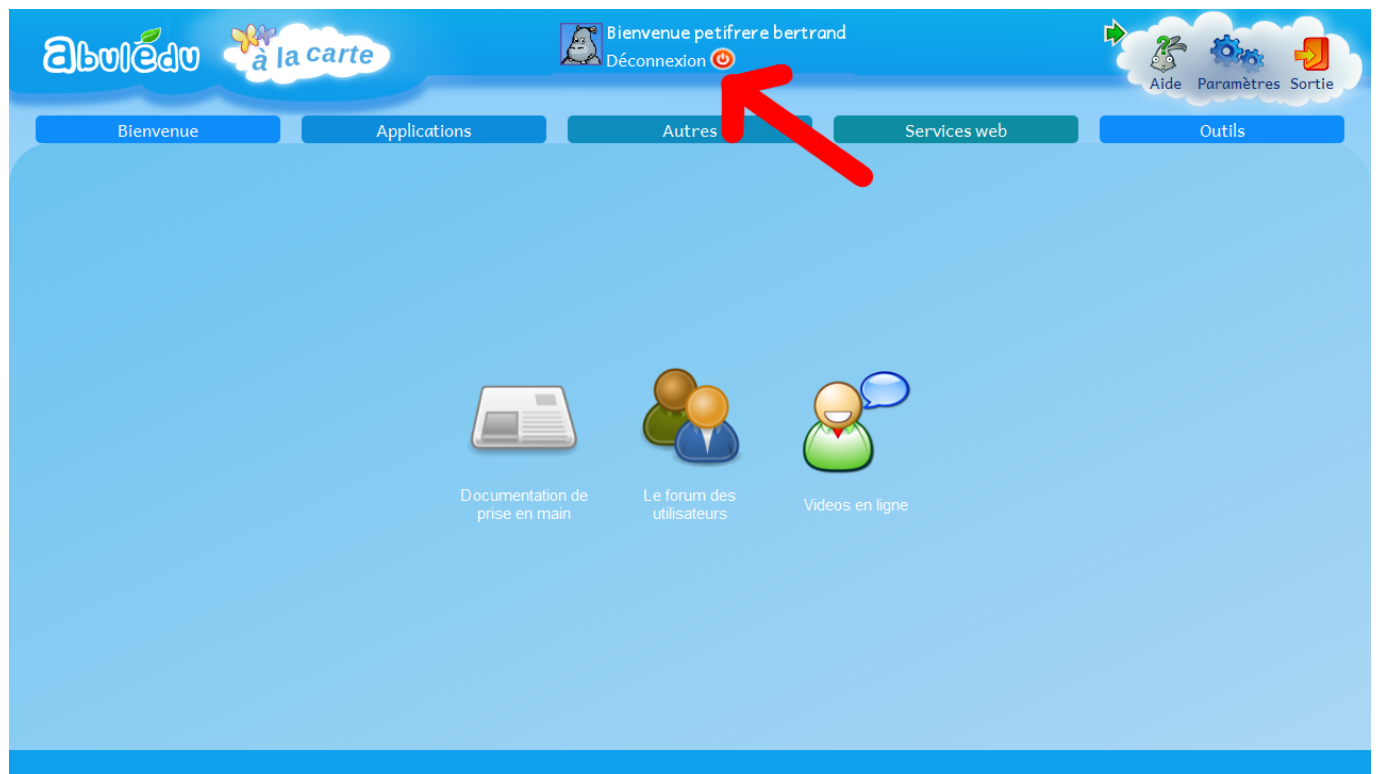 abulÉdu à la carte
Bienvenue petifrere bertrand
Déconnexion
Aide Paramètres Sortie
Bienvenue Applications Autres Services web Outils
Documentation de
prise en main
Le forum des
utilisateurs
Videos en ligne